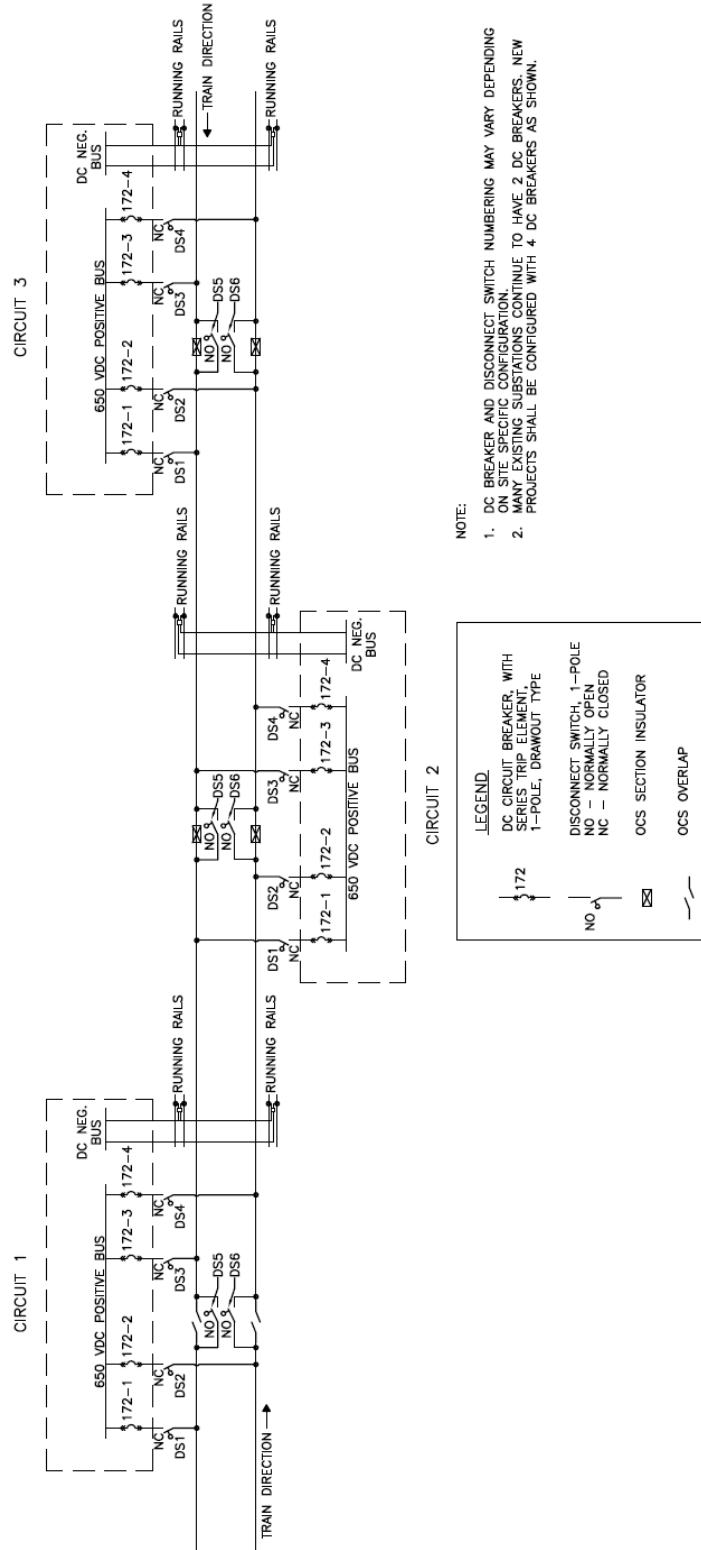 CIRCUIT 1
650 VDC POSITIVE BUS
172-1
172-2
172-3
172-4
DC NEG.
BUS
NC
DS1
NC
DS2
NC
DS3
NC
DS4
NO
DS5
NO
DS6
RUNNING RAILS
RUNNING RAILS
TRAIN DIRECTION
CIRCUIT 2
650 VDC POSITIVE BUS
172-1
172-2
172-3
172-4
DC NEG.
BUS
DS1
NC
DS2
NC
DS3
NC
DS4
NC
NO
DS5
NO
DS6
RUNNING RAILS
RUNNING RAILS
CIRCUIT 3
650 VDC POSITIVE BUS
172-1
172-2
172-3
172-4
DC NEG.
BUS
NC
DS1
NC
DS2
NC
DS3
NC
DS4
NO
DS5
NO
DS6
RUNNING RAILS
TRAIN DIRECTION
RUNNING RAILS
LEGEND
172
DC CIRCUIT BREAKER, WITH
SERIES TRIP ELEMENT,
1-POLE, DRAWOUT TYPE
NO
DISCONNECT SWITCH, 1-POLE
NO - NORMALLY OPEN
NC - NORMALLY CLOSED
OCS SECTION INSULATOR
OCS OVERLAP
NOTE:
1. DC BREAKER AND DISCONNECT SWITCH NUMBERING MAY VARY DEPENDING
ON SITE SPECIFIC CONFIGURATION.
2. MANY EXISTING SUBSTATIONS CONTINUE TO HAVE 2 DC BREAKERS. NEW
PROJECTS SHALL BE CONFIGURED WITH 4 DC BREAKERS AS SHOWN.